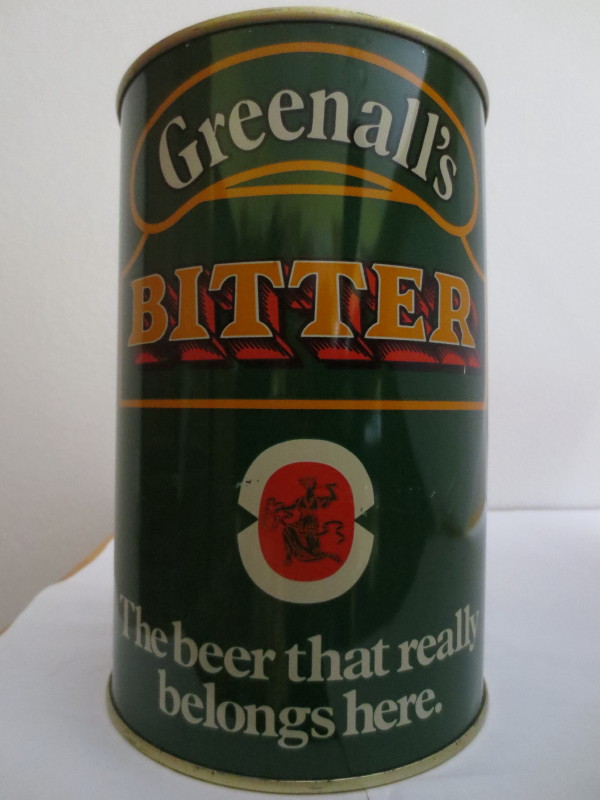 Greenall's
BITTER
The beer that really
belongs here.